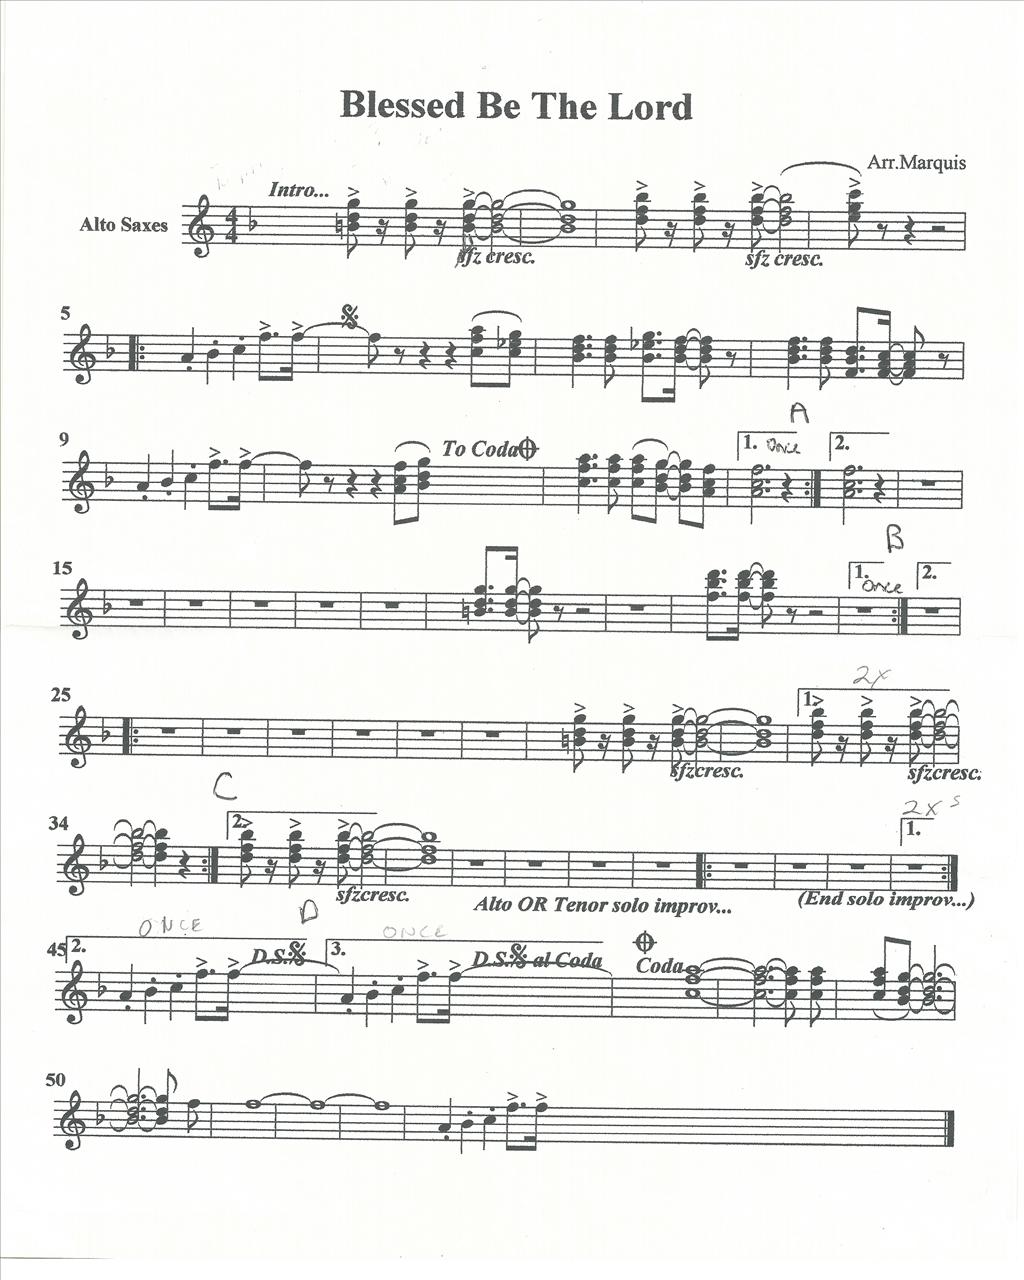 Blessed Be The Lord
Arr.Marquis
Intro...
Alto Saxes
sfz cresc.
sfz cresc.
5
A
9
To Coda
1. Once
2.
B
15
1. Once
2.
2x
25
1.
sfzcresc.
sfzcresc.
C
2x s
34
2.
1.
sfzcresc.
Alto OR Tenor solo improv...
(End solo improv...)
D
ONCE
ONCE
45
2.
D.S.
3.
D.S. al Coda
Coda
50